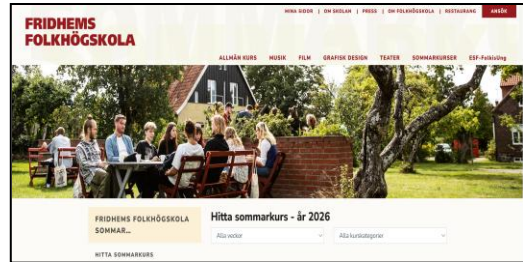 MINA SIDOR | OM SKOLAN | PRESS | OM FOLKHÖGSKOLA | RESTAURANG ANSÖK
FRIDHEMS
FOLKHÖGSKOLA
ALLMÄN KURS MUSIK FILM GRAFISK DESIGN TEATER SOMMARKURSER ESF-FolkixUng
FRIDHEMS FOLKHÖGSKOLA
SOMMAR...
HITTA SOMMARKURS
Hitta sommarkurs - år 2026
Alla veckor Alla kurskategorier